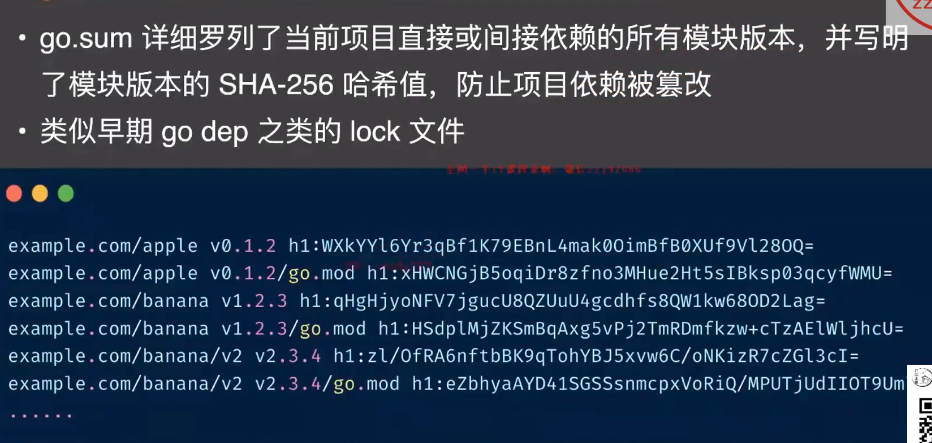 • go.sum 详细罗列了当前项目直接或间接依赖的所有模块版本，并写明
了模块版本的 SHA-256 哈希值，防止项目依赖被篡改
• 类似早期 go dep 之类的 lock 文件
example.com/apple v0.1.2 h1:WXkYYl6Yr3qBf1K79EBnL4mak0OimBfB0XUf9Vl28OQ=
example.com/apple v0.1.2/go.mod h1:xHWCNGjB5oqiDr8zfno3MHue2Ht5sIBksp03qcyfWMU=
example.com/banana v1.2.3 h1:qHgHjyoNFV7jgucU8QZUuU4gcdhfs8QW1kw68OD2Lag=
example.com/banana v1.2.3/go.mod h1:HSdplMjZKSmBqAxg5vPj2TmRDmfkzw+cTzAElWljhcU=
example.com/banana/v2 v2.3.4 h1:zl/OfRA6nftbBK9qTohYBJ5xvw6C/oNKizR7cZGl3cI=
example.com/banana/v2 v2.3.4/go.mod h1:eZbhyaAYD41SGSSsnmcpxVoRiQ/MPUTjUdIIOT9Um
......